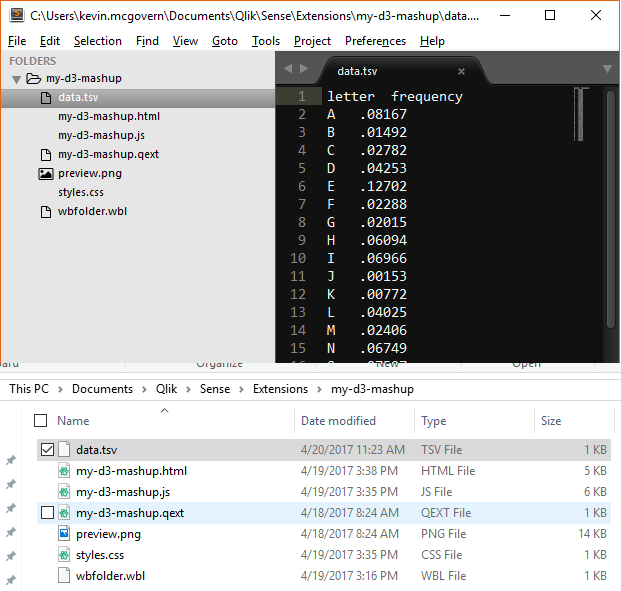 C:\Users\kevin.mcgovern\Documents\Qlik\Sense\Extensions\my-d3-mashup\data....
File Edit Selection Find View Goto Tools Project Preferences Help
FOLDERS
my-d3-mashup
data.tsv
my-d3-mashup.html
my-d3-mashup.js
my-d3-mashup.qext
preview.png
styles.css
wbfolder.wbl
data.tsv ×
1 letter frequency
2 A .08167
3 B .01492
4 C .02782
5 D .04253
6 E .12702
7 F .02288
8 G .02015
9 H .06094
10 I .06966
11 J .00153
12 K .00772
13 L .04025
14 M .02406
15 N .06749
Organize New Open
This PC > Documents > Qlik > Sense > Extensions > my-d3-mashup
Name Date modified Type Size
data.tsv 4/20/2017 11:23 AM TSV File 1 KB
my-d3-mashup.html 4/19/2017 3:38 PM HTML File 5 KB
my-d3-mashup.js 4/19/2017 3:35 PM JS File 6 KB
my-d3-mashup.qext 4/18/2017 8:24 AM QEXT File 1 KB
preview.png 4/18/2017 8:24 AM PNG File 14 KB
styles.css 4/19/2017 3:35 PM CSS File 1 KB
wbfolder.wbl 4/19/2017 3:16 PM WBL File 1 KB